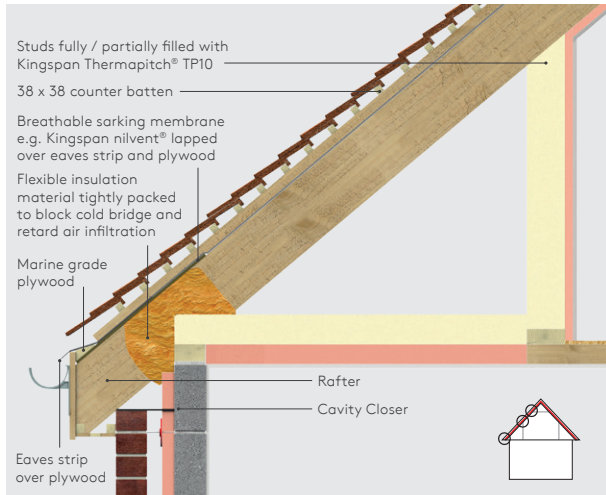 Studs fully / partially filled with
Kingspan Thermapitch® TP10
38 x 38 counter batten
Breathable sarking membrane
e.g. Kingspan nilvent® lapped
over eaves strip and plywood
Flexible insulation
material tightly packed
to block cold bridge and
retard air infiltration
Marine grade
plywood
Rafter
Cavity Closer
Eaves strip
over plywood